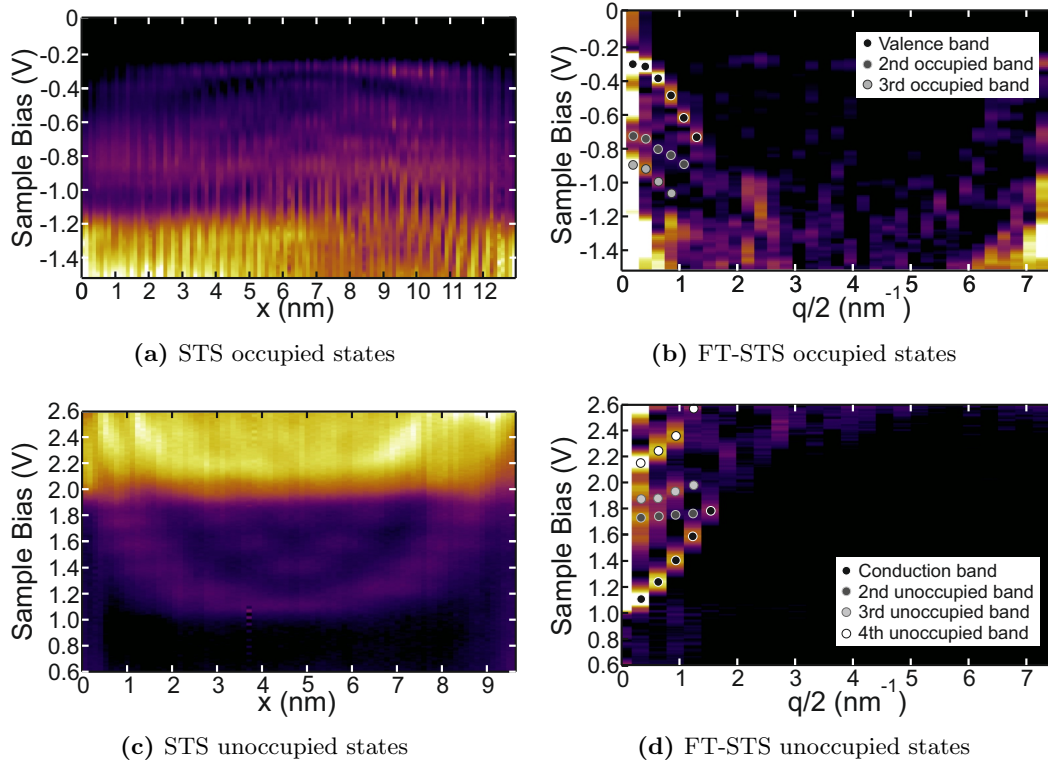 0
-0.2
-0.4
-0.6
-0.8
-1.0
-1.2
-1.4
Sample Bias (V)
0 1 2 3 4 5 6 7 8 9 10 11 12
x (nm)
(a) STS occupied states
0
-0.2
-0.4
-0.6
-0.8
-1.0
-1.2
-1.4
Sample Bias (V)
Valence band
2nd occupied band
3rd occupied band
0 1 2 3 4 5 6 7
q/2 (nm⁻¹)
(b) FT-STS occupied states
2.6
2.4
2.2
2.0
1.8
1.6
1.4
1.2
1.0
0.8
0.6
Sample Bias (V)
0 1 2 3 4 5 6 7 8 9
x (nm)
(c) STS unoccupied states
2.6
2.4
2.2
2.0
1.8
1.6
1.4
1.2
1.0
0.8
0.6
Sample Bias (V)
Conduction band
2nd unoccupied band
3rd unoccupied band
4th unoccupied band
0 1 2 3 4 5 6 7
q/2 (nm⁻¹)
(d) FT-STS unoccupied states